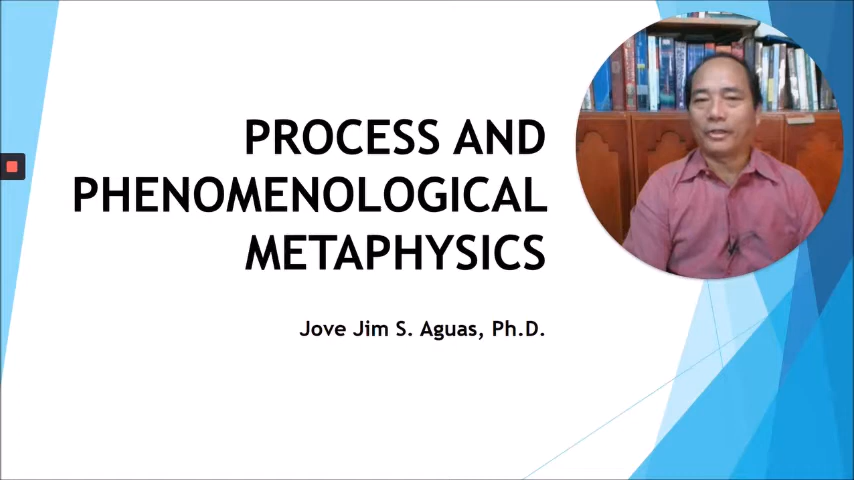 PROCESS AND
PHENOMENOLOGICAL
METAPHYSICS
Jove Jim S. Aguas, Ph.D.